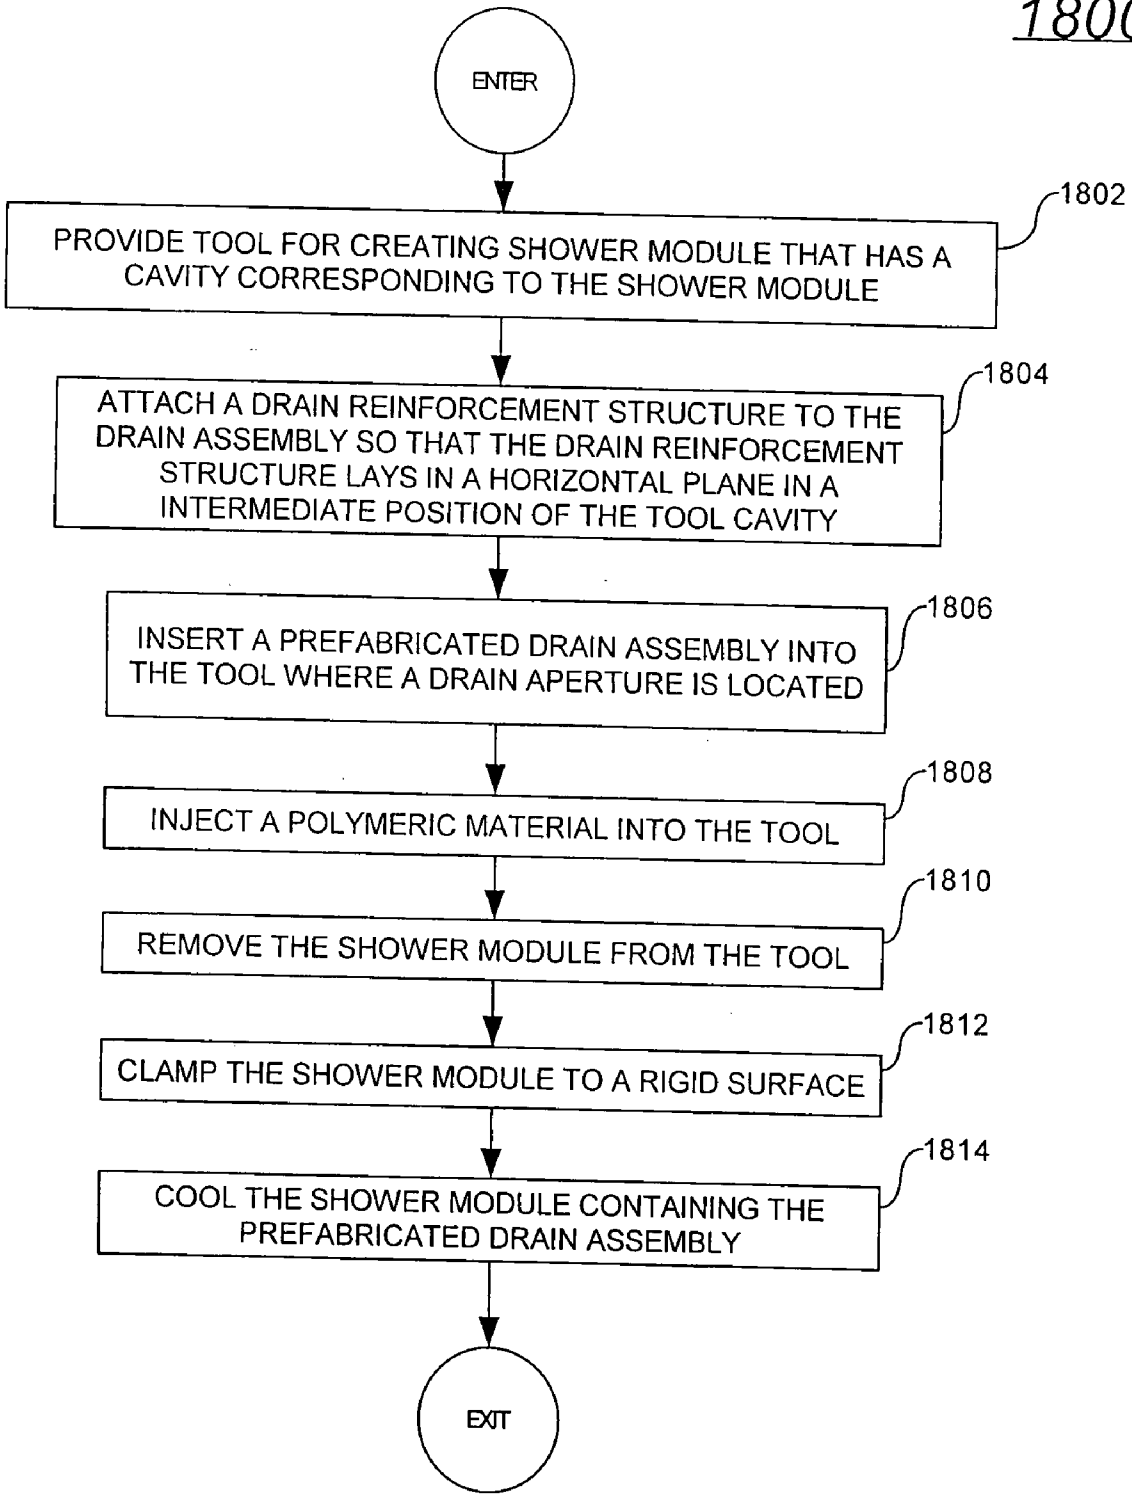 1800
ENTER
1802
PROVIDE TOOL FOR CREATING SHOWER MODULE THAT HAS A
CAVITY CORRESPONDING TO THE SHOWER MODULE
1804
ATTACH A DRAIN REINFORCEMENT STRUCTURE TO THE
DRAIN ASSEMBLY SO THAT THE DRAIN REINFORCEMENT
STRUCTURE LAYS IN A HORIZONTAL PLANE IN A
INTERMEDIATE POSITION OF THE TOOL CAVITY
1806
INSERT A PREFABRICATED DRAIN ASSEMBLY INTO
THE TOOL WHERE A DRAIN APERTURE IS LOCATED
1808
INJECT A POLYMERIC MATERIAL INTO THE TOOL
1810
REMOVE THE SHOWER MODULE FROM THE TOOL
1812
CLAMP THE SHOWER MODULE TO A RIGID SURFACE
1814
COOL THE SHOWER MODULE CONTAINING THE
PREFABRICATED DRAIN ASSEMBLY
EXIT